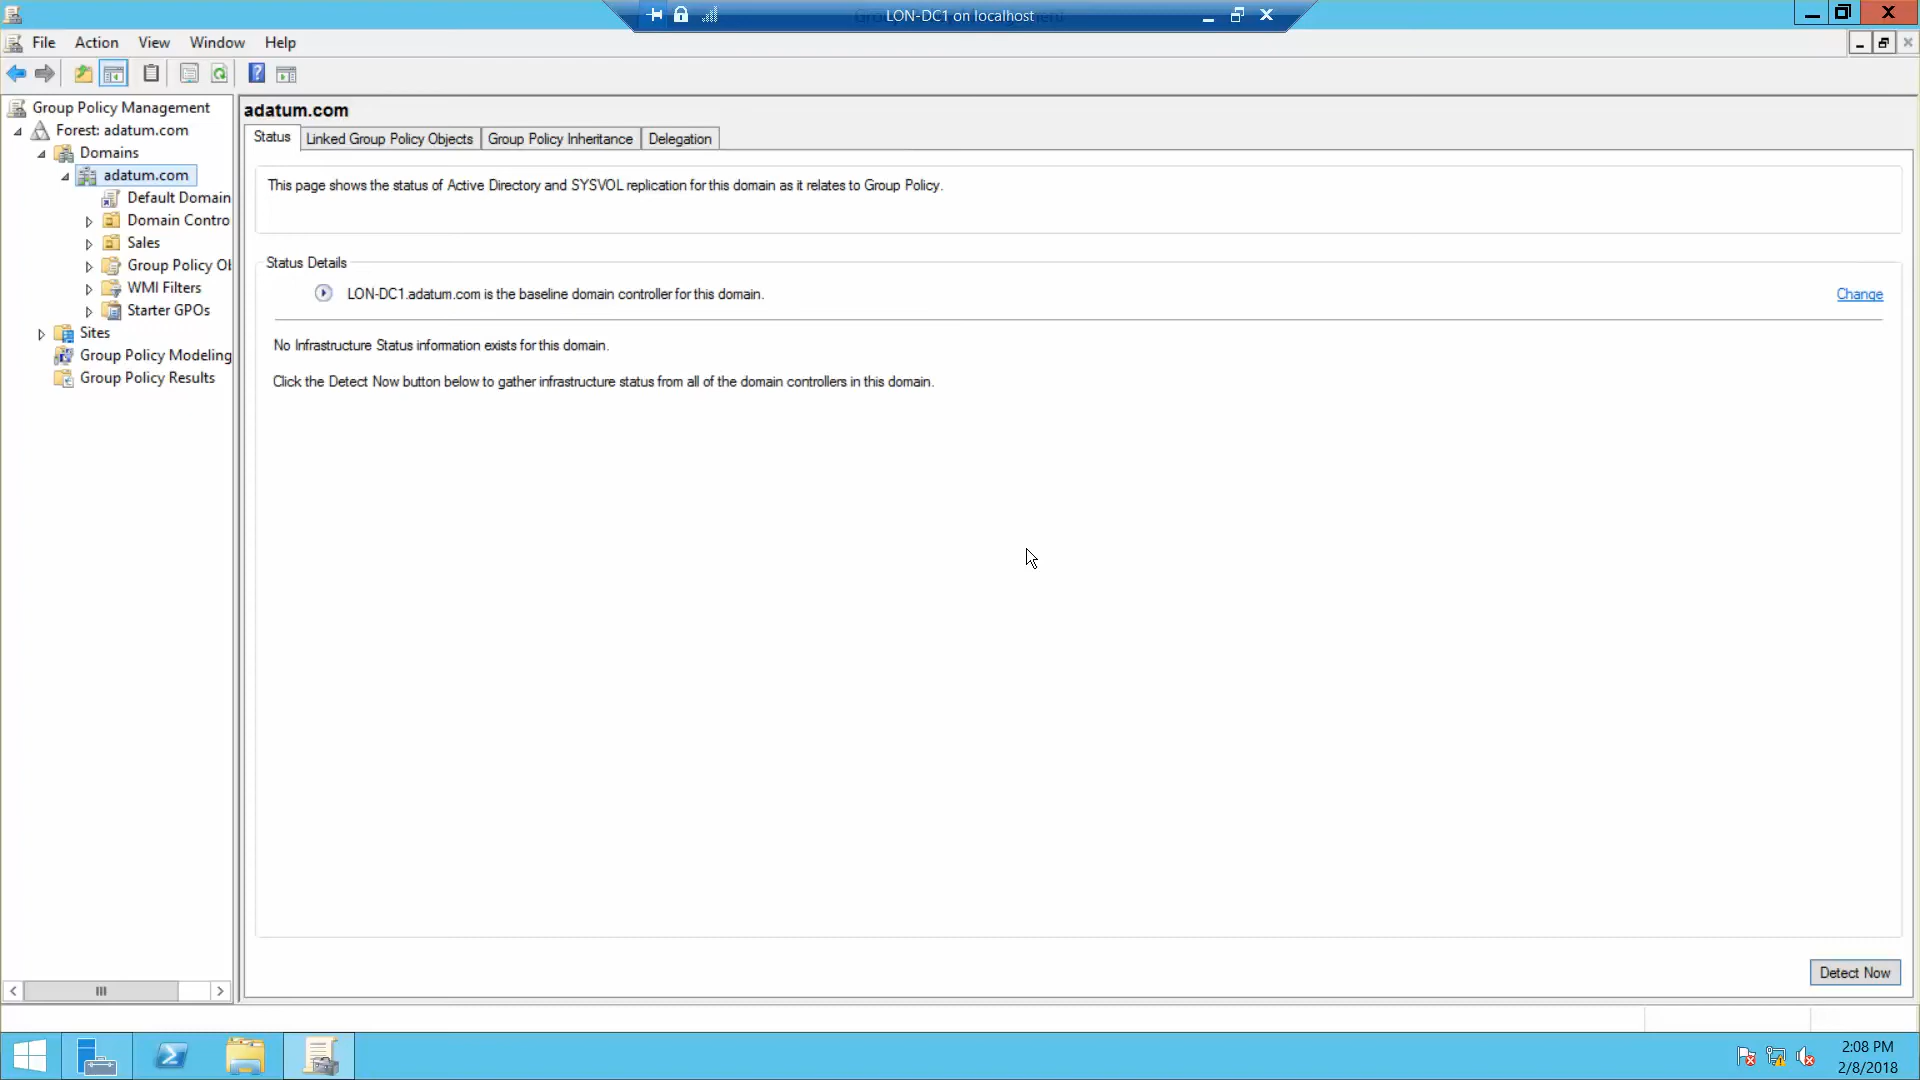 LON-DC1 on localhost
File Action View Window Help
Group Policy Management
Forest: adatum.com
Domains
adatum.com
Default Domain
Domain Contro
Sales
Group Policy Ob
WMI Filters
Starter GPOs
Sites
Group Policy Modeling
Group Policy Results
adatum.com
Status Linked Group Policy Objects Group Policy Inheritance Delegation
This page shows the status of Active Directory and SYSVOL replication for this domain as it relates to Group Policy.
Status Details
LON-DC1.adatum.com is the baseline domain controller for this domain.
Change
No Infrastructure Status information exists for this domain.
Click the Detect Now button below to gather infrastructure status from all of the domain controllers in this domain.
Detect Now
2:08 PM
2/8/2018